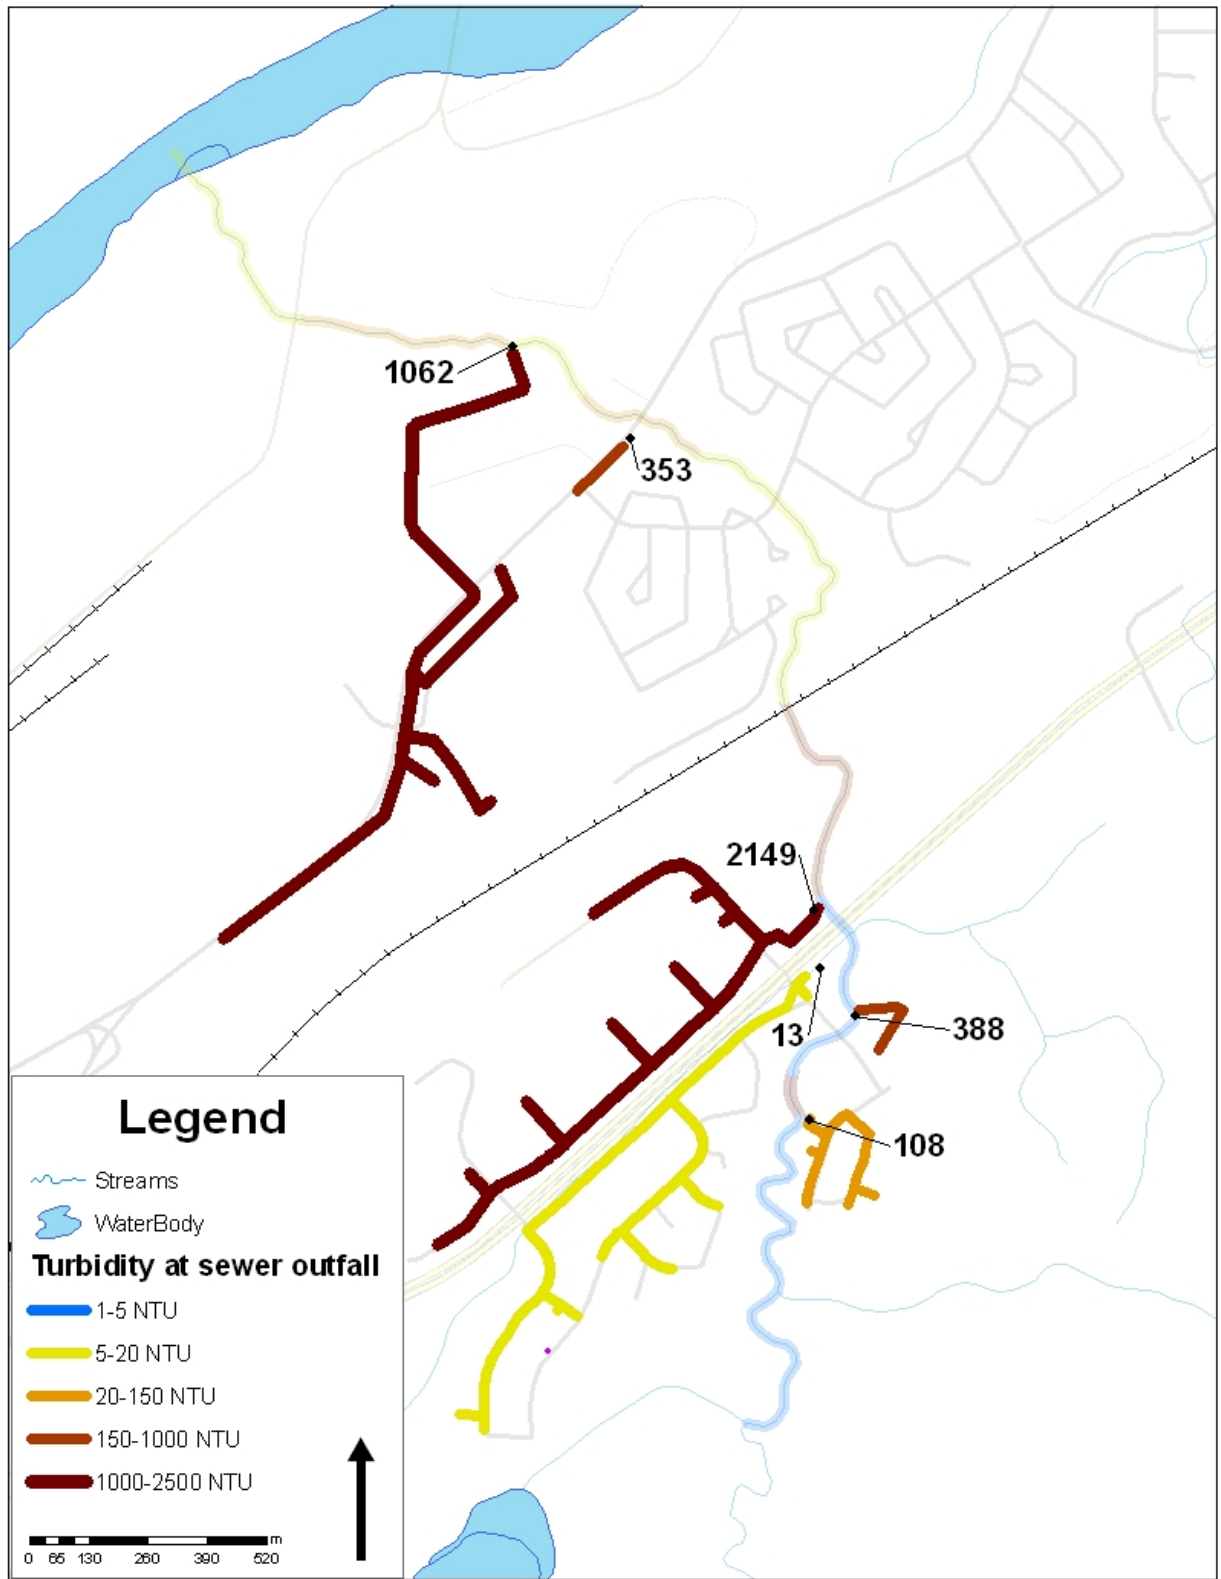 1062
353
2149
13
388
108
Legend
Streams
WaterBody
Turbidity at sewer outfall
1-5 NTU
5-20 NTU
20-150 NTU
150-1000 NTU
1000-2500 NTU
m
0 65 130 260 390 520